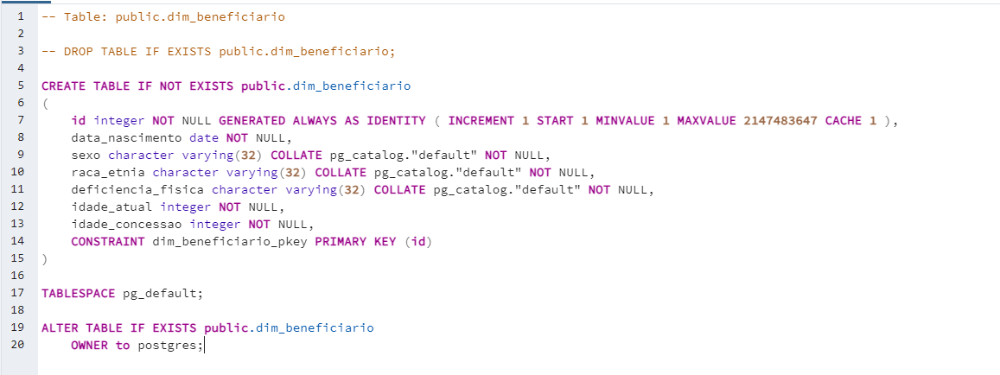 1 -- Table: public.dim_beneficiario
2
3 -- DROP TABLE IF EXISTS public.dim_beneficiario;
4
5 CREATE TABLE IF NOT EXISTS public.dim_beneficiario
6 (
7     id integer NOT NULL GENERATED ALWAYS AS IDENTITY ( INCREMENT 1 START 1 MINVALUE 1 MAXVALUE 2147483647 CACHE 1 ),
8     data_nascimento date NOT NULL,
9     sexo character varying(32) COLLATE pg_catalog."default" NOT NULL,
10     raca_etnia character varying(32) COLLATE pg_catalog."default" NOT NULL,
11     deficiencia_fisica character varying(32) COLLATE pg_catalog."default" NOT NULL,
12     idade_atual integer NOT NULL,
13     idade_concessao integer NOT NULL,
14     CONSTRAINT dim_beneficiario_pkey PRIMARY KEY (id)
15 )
16
17 TABLESPACE pg_default;
18
19 ALTER TABLE IF EXISTS public.dim_beneficiario
20     OWNER to postgres;